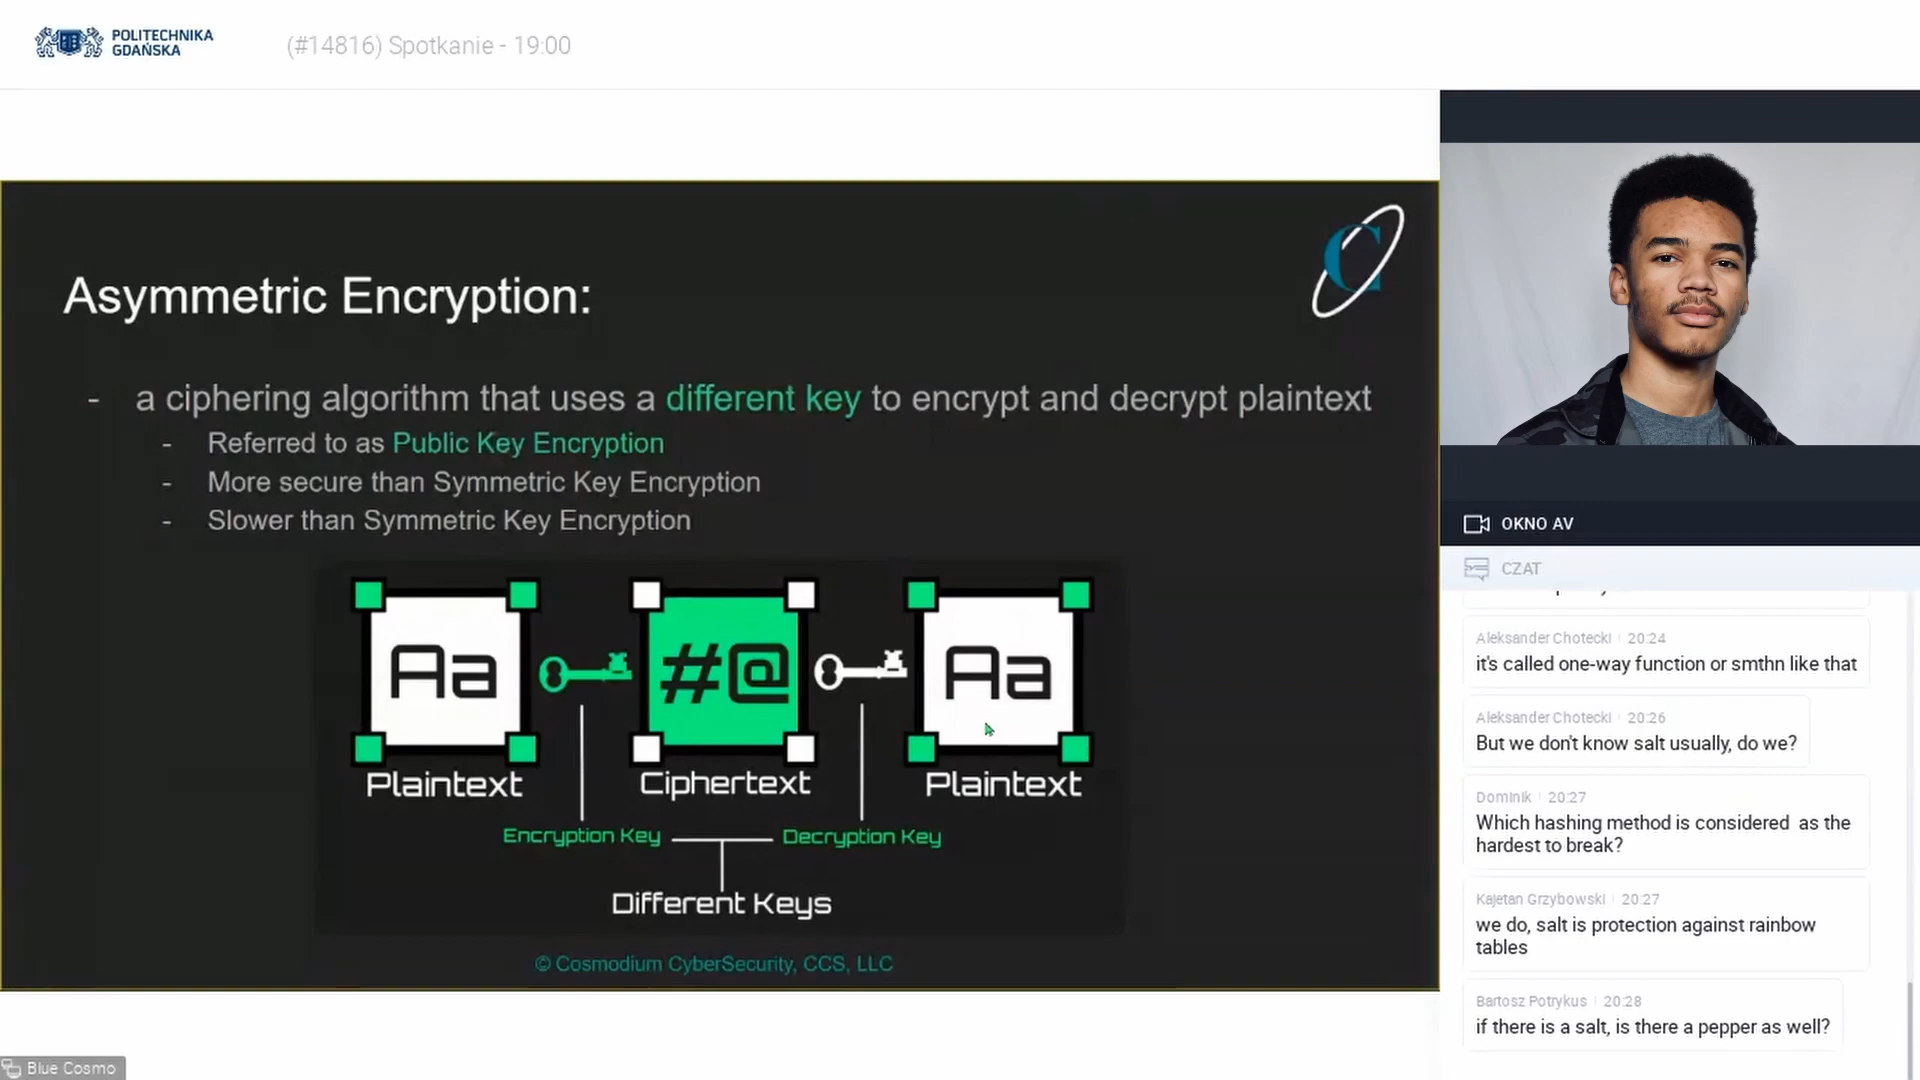 POLITECHNIKA
GDAŃSKA
(#14816) Spotkanie - 19:00
C
Asymmetric Encryption:
- a ciphering algorithm that uses a different key to encrypt and decrypt plaintext
- Referred to as Public Key Encryption
- More secure than Symmetric Key Encryption
- Slower than Symmetric Key Encryption
Aa #@ Aa
Plaintext Ciphertext Plaintext
Encryption Key Decryption Key
Different Keys
© Cosmodium CyberSecurity, CCS, LLC
Blue Cosmo
OKNO AV
CZAT
Aleksander Chotecki 20:24
it's called one-way function or smthn like that
Aleksander Chotecki 20:26
But we don't know salt usually, do we?
Dominik 20:27
Which hashing method is considered as the
hardest to break?
Kajetan Grzybowski 20:27
we do, salt is protection against rainbow
tables
Bartosz Potrykus 20:28
if there is a salt, is there a pepper as well?